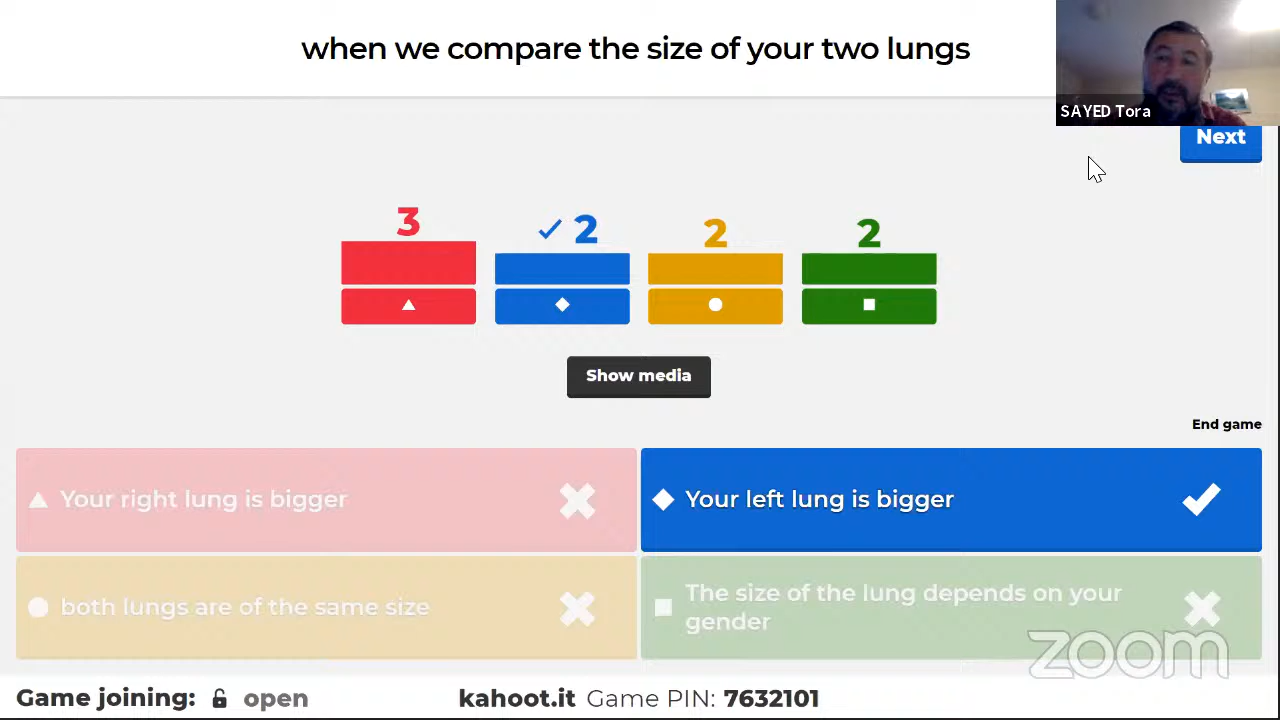 when we compare the size of your two lungs
SAYED Tora
Next
3
2
2
2
Show media
End game
Your right lung is bigger
Your left lung is bigger
both lungs are of the same size
The size of the lung depends on your
gender
zoom
Game joining: open
kahoot.it Game PIN: 7632101